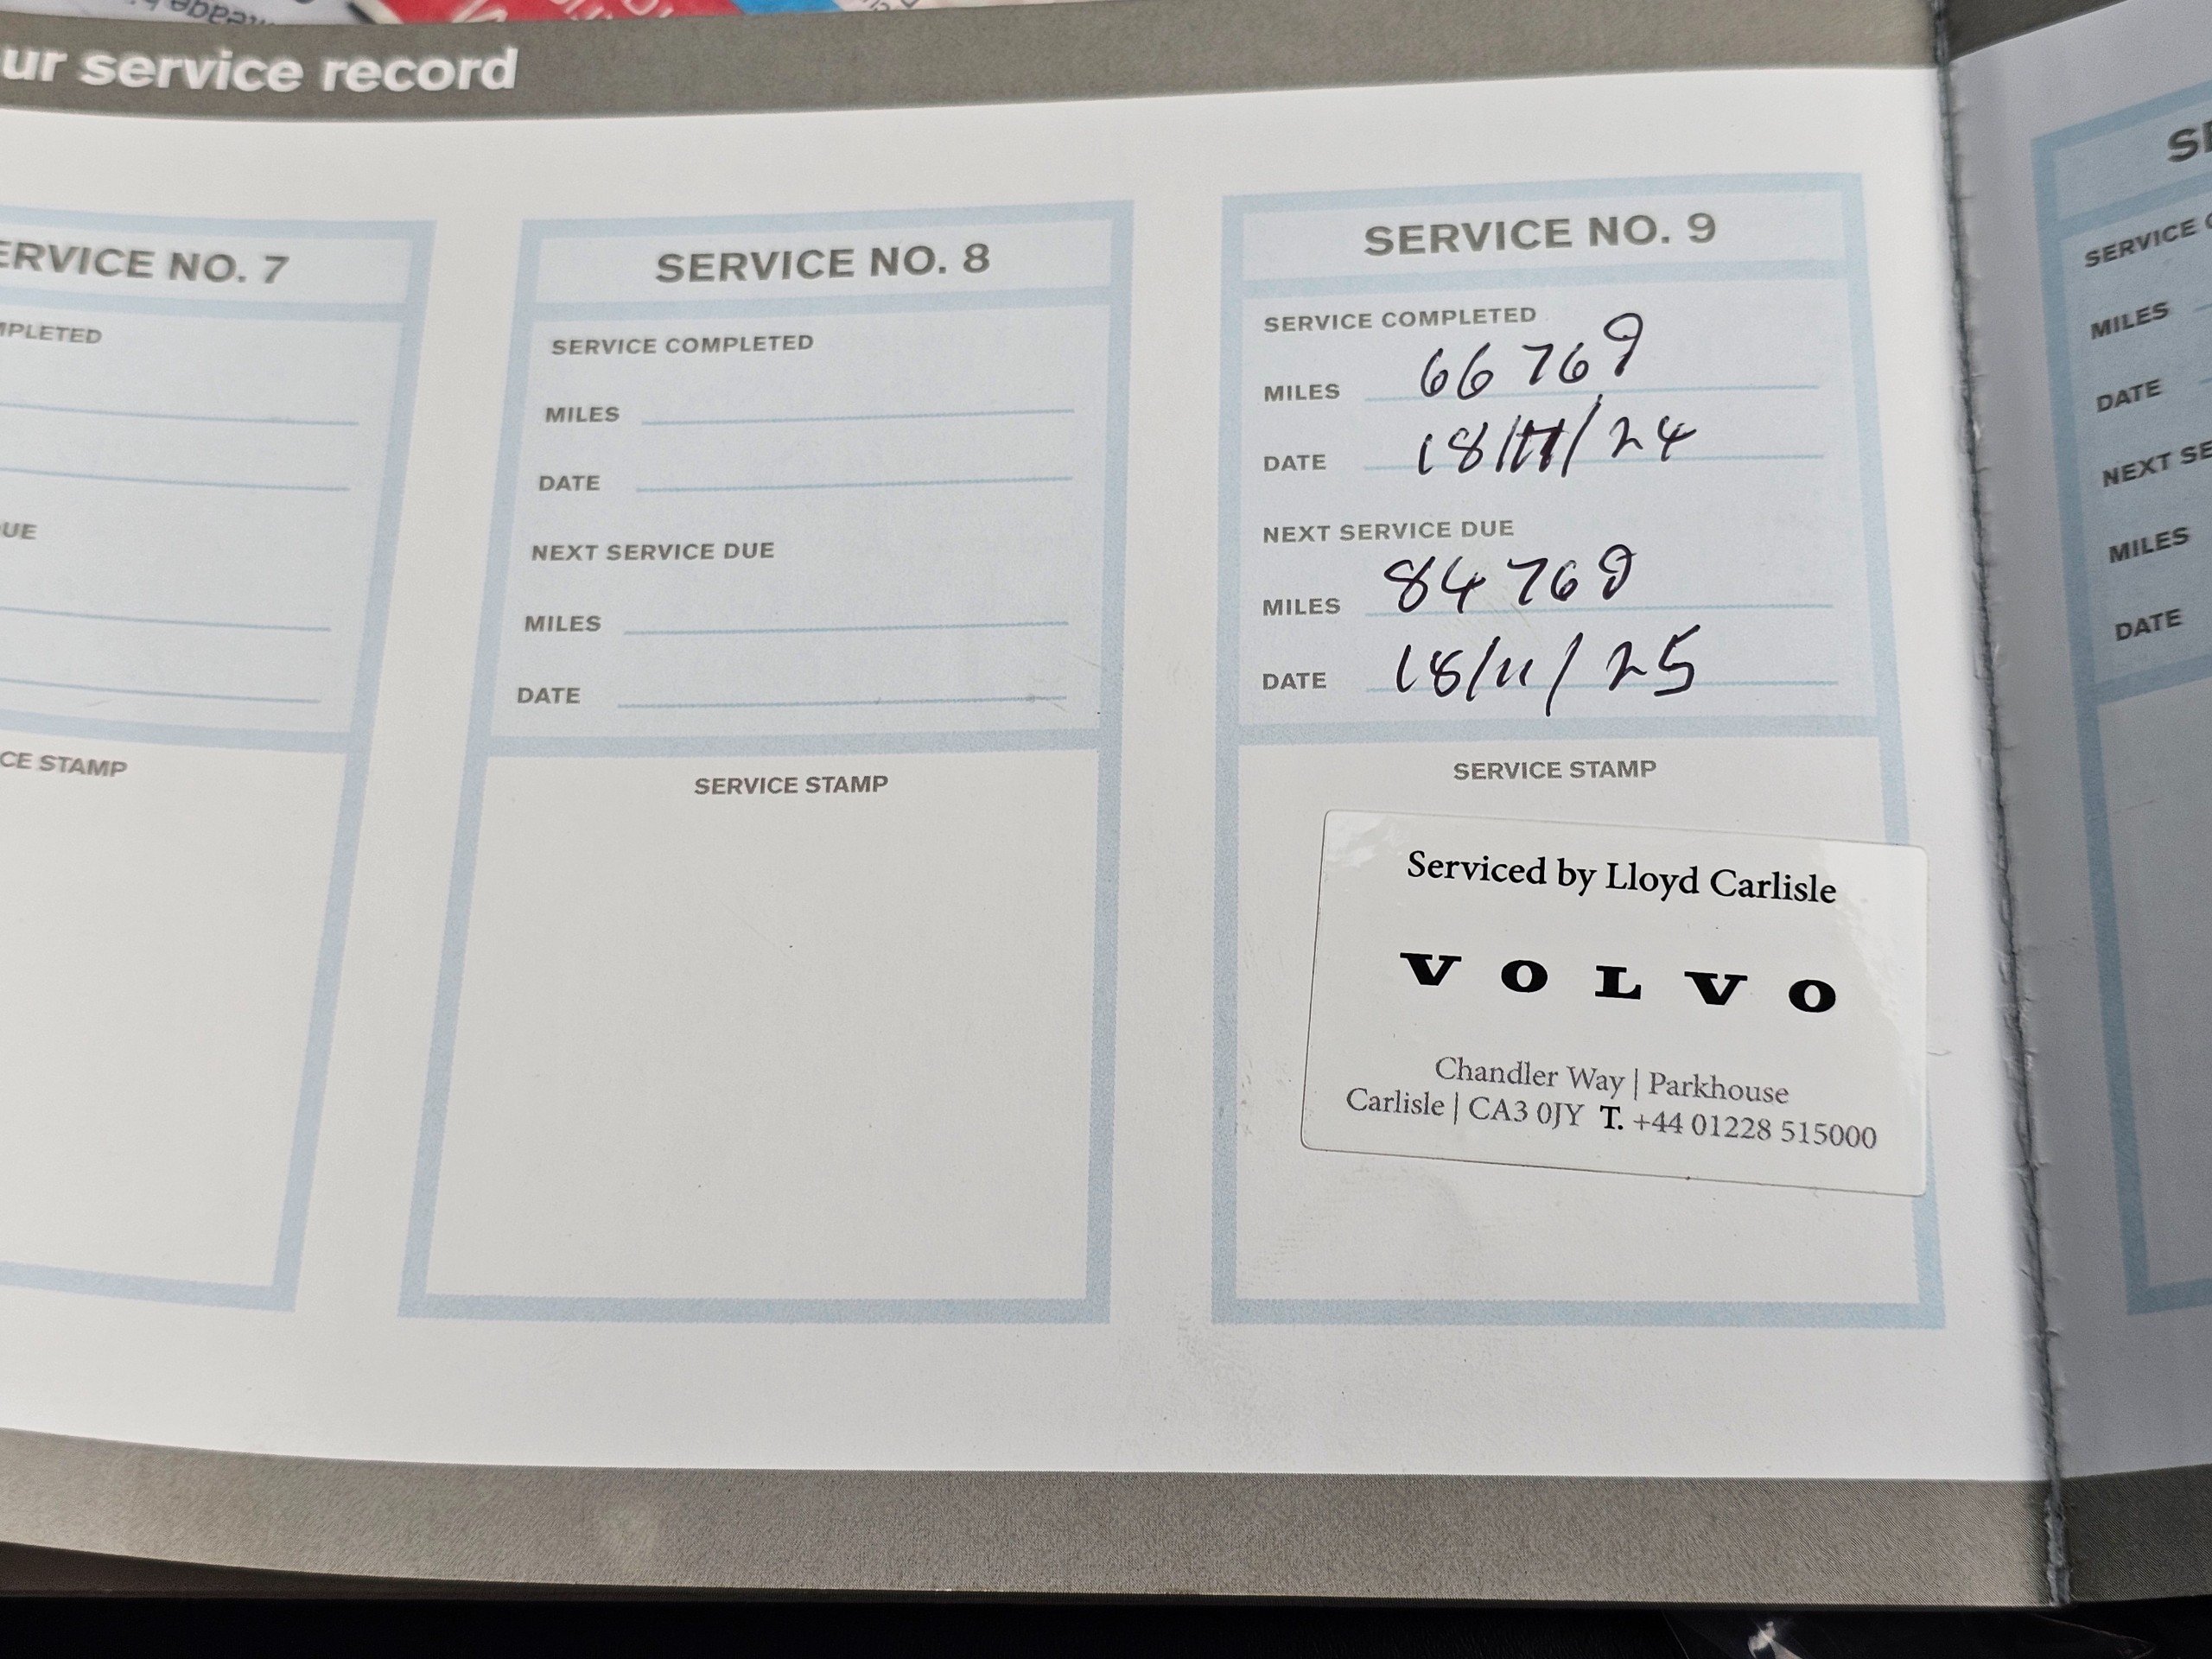 ur service record
ERVICE NO. 7
MPLETED
UE
CE STAMP
SERVICE NO. 8
SERVICE COMPLETED
MILES
DATE
NEXT SERVICE DUE
MILES
DATE
SERVICE STAMP
SERVICE NO. 9
SERVICE COMPLETED
MILES 66769
DATE 18/11/24
NEXT SERVICE DUE
MILES 84769
DATE 18/11/25
SERVICE STAMP
Serviced by Lloyd Carlisle
VOLVO
Chandler Way | Parkhouse
Carlisle | CA3 0JY T. +44 01228 515000
SERVICE
MILES
DATE
NEXT SE
MILES
DATE